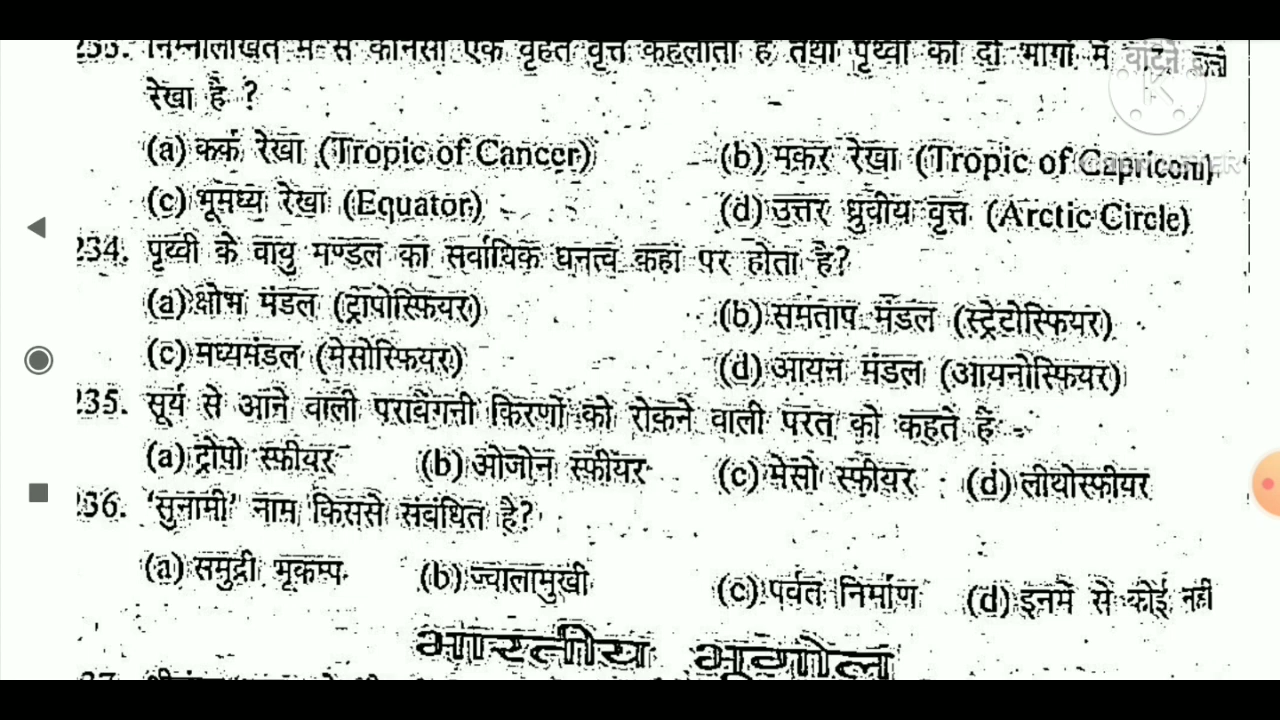 233. निम्नलिखित में से कौनसा एक वृहत वृत्त कहलाता है तथा पृथ्वी को दो भागों में बांटने वाली
रेखा है ?
(a) कर्क रेखा (Tropic of Cancer) (b) मकर रेखा (Tropic of Capricorn)
(c) भूमध्य रेखा (Equator) (d) उत्तर ध्रुवीय वृत्त (Arctic Circle)
234. पृथ्वी के वायु मण्डल का सर्वाधिक घनत्व कहां पर होता है?
(a) क्षोभ मंडल (ट्रापोस्फियर) (b) समताप मंडल (स्ट्रेटोस्फियर)
(c) मध्यमंडल (मेसोस्फियर) (d) आयन मंडल (आयनोस्फियर)
235. सूर्य से आने वाली पराबैंगनी किरणों को रोकने वाली परत को कहते हैं -
(a) ट्रोपो स्फीयर (b) ओजोन स्फीयर (c) मेसो स्फीयर (d) लीथोस्फीयर
236. 'सुनामी' नाम किससे संबंधित है?
(a) समुद्री भूकम्प (b) ज्वालामुखी (c) पर्वत निर्माण (d) इनमें से कोई नहीं
भारतीय भूगोल